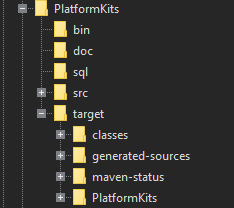 PlatformKits
bin
doc
sql
src
target
classes
generated-sources
maven-status
PlatformKits